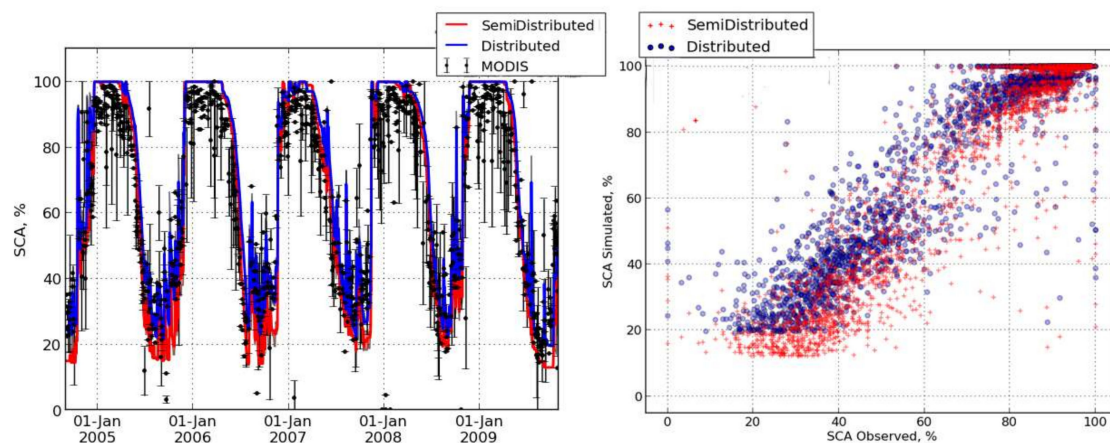 SemiDistributed
Distributed
MODIS
SCA, %
100
80
60
40
20
0
01-Jan
2005
01-Jan
2006
01-Jan
2007
01-Jan
2008
01-Jan
2009
SemiDistributed
Distributed
SCA Simulated, %
100
80
60
40
20
0
0
20
40
60
80
100
SCA Observed, %